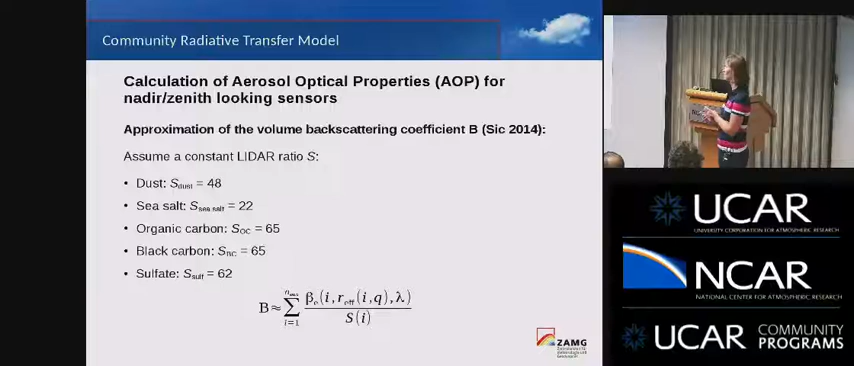 Community Radiative Transfer Model
Calculation of Aerosol Optical Properties (AOP) for
nadir/zenith looking sensors
Approximation of the volume backscattering coefficient B (Sic 2014):
Assume a constant LIDAR ratio S:
• Dust: S_dust = 48
• Sea salt: S_sea salt = 22
• Organic carbon: S_OC = 65
• Black carbon: S_BC = 65
• Sulfate: S_sulf = 62
B≈∑_{i=1} β_e(i, r_eff(i,q), λ) / S(i)
ZAMG
UCAR
UNIVERSITY CORPORATION FOR ATMOSPHERIC RESEARCH
NCAR
NATIONAL CENTER FOR ATMOSPHERIC RESEARCH
UCAR COMMUNITY
PROGRAMS